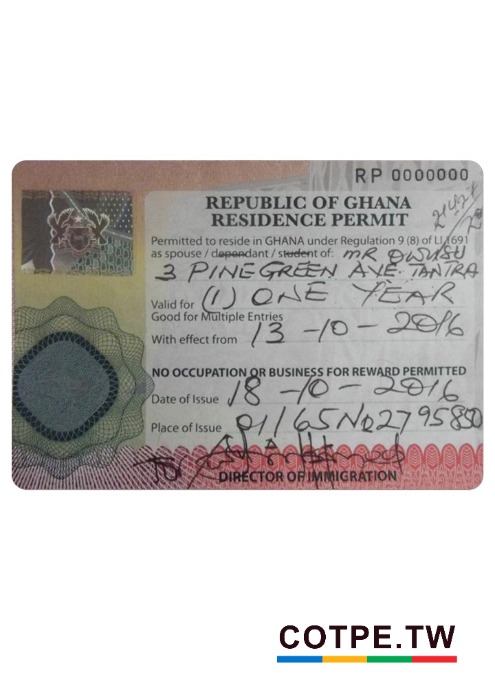 RP 0000000
REPUBLIC OF GHANA
RESIDENCE PERMIT
Permitted to reside in GHANA under Regulation 9 (8) of LI 1691
as spouse / dependant / student of: MR OWUSU
3 PINEGREEN AVE. TANTRA
Valid for (1) ONE YEAR
Good for Multiple Entries
With effect from 13-10-2016
NO OCCUPATION OR BUSINESS FOR REWARD PERMITTED
Date of Issue 18-10-2016
Place of Issue
DIRECTOR OF IMMIGRATION
COTPE.TW